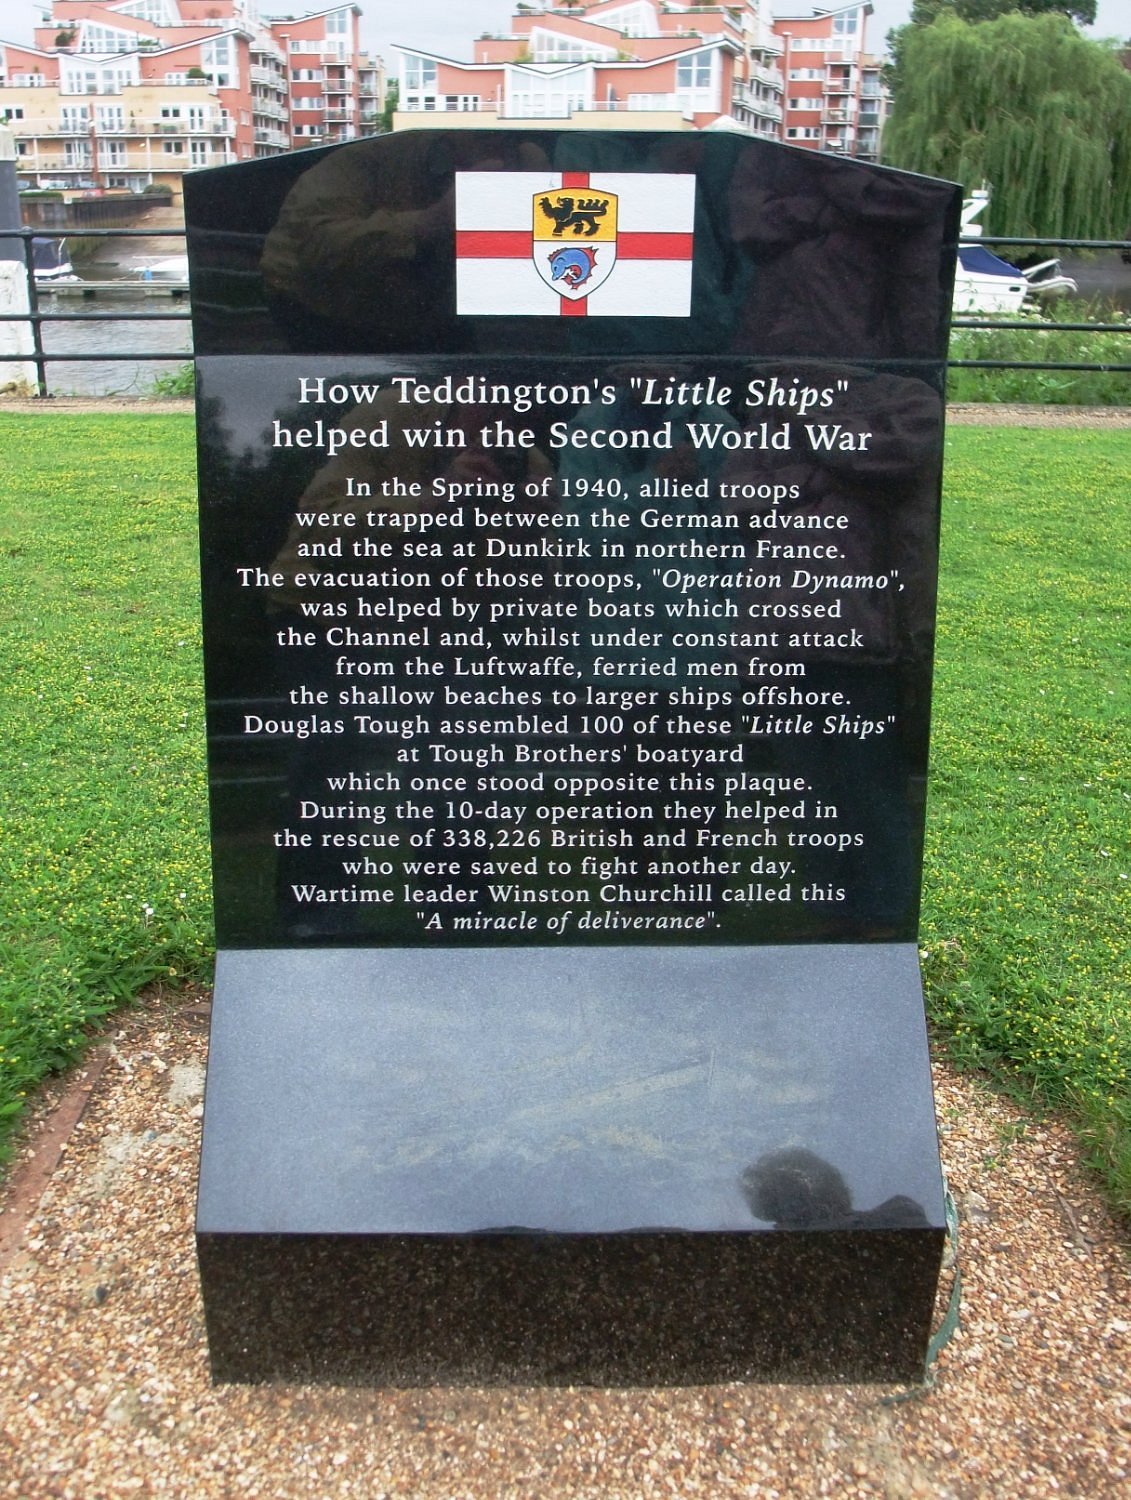 How Teddington's "Little Ships"
helped win the Second World War
In the Spring of 1940, allied troops
were trapped between the German advance
and the sea at Dunkirk in northern France.
The evacuation of those troops, "Operation Dynamo",
was helped by private boats which crossed
the Channel and, whilst under constant attack
from the Luftwaffe, ferried men from
the shallow beaches to larger ships offshore.
Douglas Tough assembled 100 of these "Little Ships"
at Tough Brothers' boatyard
which once stood opposite this plaque.
During the 10-day operation they helped in
the rescue of 338,226 British and French troops
who were saved to fight another day.
Wartime leader Winston Churchill called this
"A miracle of deliverance".